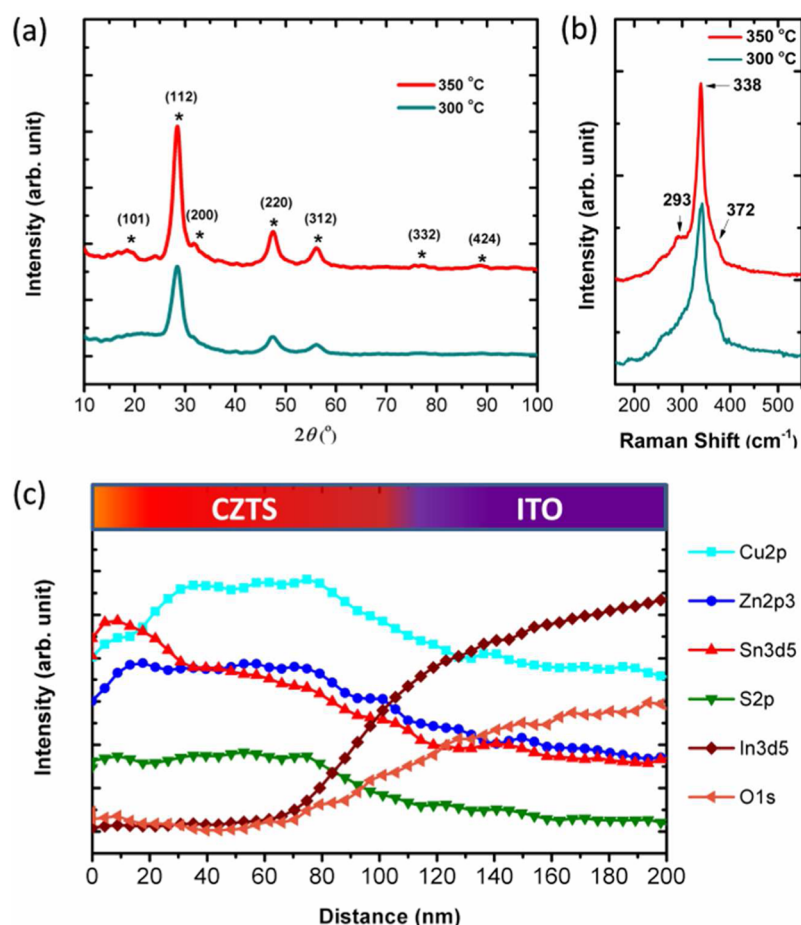 (a)
350 °C
300 °C
(112)
*
(101)
*
(200)
*
(220)
*
(312)
*
(332)
*
(424)
*
Intensity (arb. unit)
10 20 30 40 50 60 70 80 90 100
2θ (°)
(b)
350 °C
300 °C
338
293
372
Intensity (arb. unit)
200 300 400 500
Raman Shift (cm⁻¹)
(c)
CZTS ITO
Intensity (arb. unit)
0 20 40 60 80 100 120 140 160 180 200
Distance (nm)
Cu2p
Zn2p3
Sn3d5
S2p
In3d5
O1s